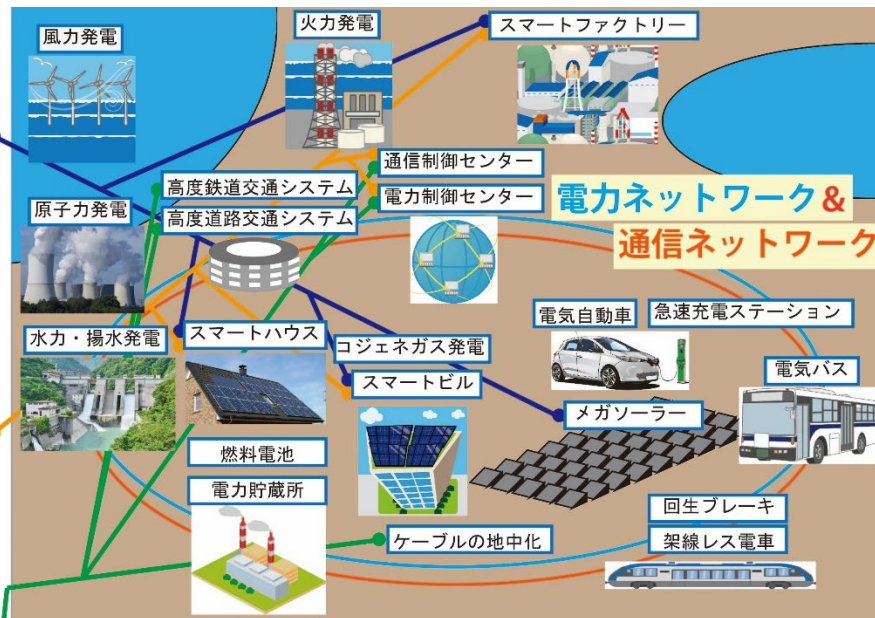 風力発電
火力発電
スマートファクトリー
通信制御センター
高度鉄道交通システム
電力制御センター
電力ネットワーク&
原子力発電
高度道路交通システム
通信ネットワーク
電気自動車
急速充電ステーション
水力・揚水発電
スマートハウス
コジェネガス発電
電気バス
スマートビル
メガソーラー
燃料電池
電力貯蔵所
回生ブレーキ
ケーブルの地中化
架線レス電車